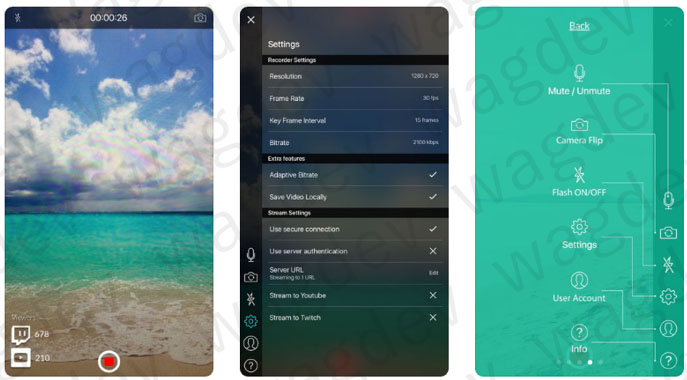 00:00:26
Viewers
678
210
Settings
Recorder Settings
Resolution 1280 x 720
Frame Rate 30 fps
Key Frame Interval 15 frames
Bitrate 2100 kbps
Extra features
Adaptive Bitrate
Save Video Locally
Stream Settings
Use secure connection
Use server authentication
Server URL
Streaming to 1 URL Edit
Stream to Youtube
Stream to Twitch
Back
Mute / Unmute
Camera Flip
Flash ON/OFF
Settings
User Account
Info
wagdev